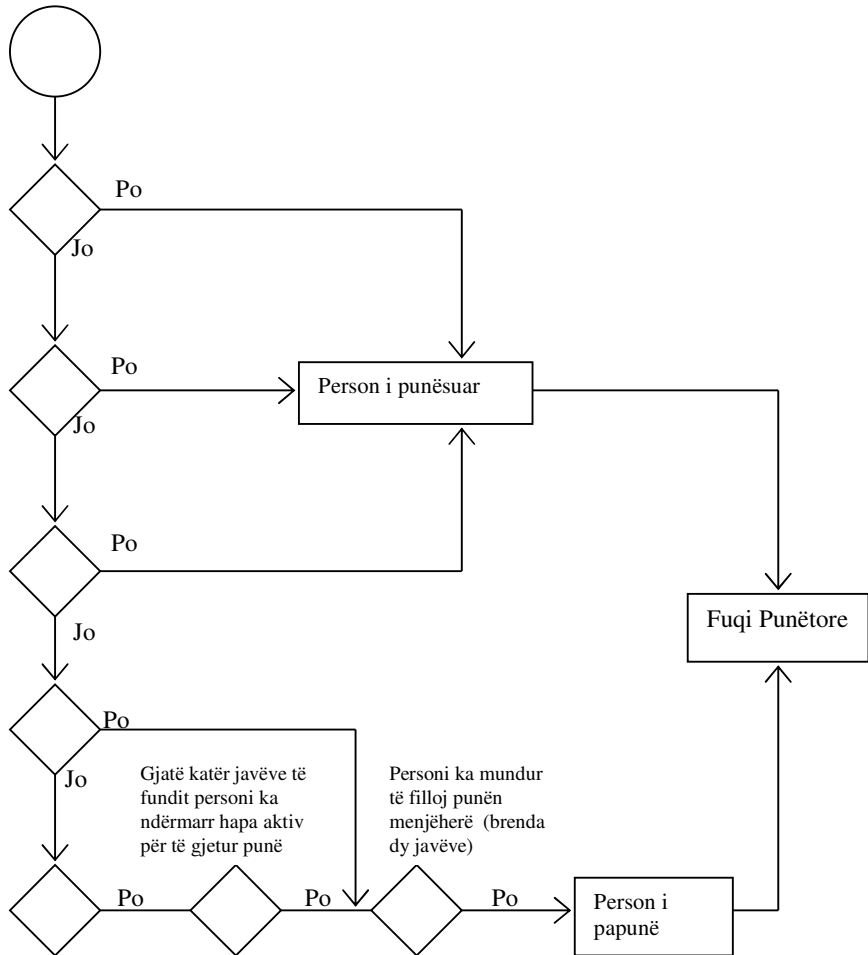 Po
Jo
Po
Person i punësuar
Jo
Po
Fuqi Punëtore
Jo
Po
Jo
Gjatë katër javëve të
fundit personi ka
ndërmarr hapa aktiv
për të gjetur punë
Personi ka mundur
të filloj punën
menjëherë (brenda
dy javëve)
Po
Po
Po
Person i
papunë